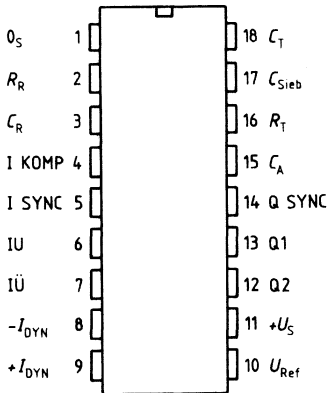 0S 1 18 CT
RR 2 17 CSieb
CR 3 16 RT
I KOMP 4 15 CA
I SYNC 5 14 Q SYNC
IU 6 13 Q1
IÜ 7 12 Q2
-IDYN 8 11 +US
+IDYN 9 10 URef